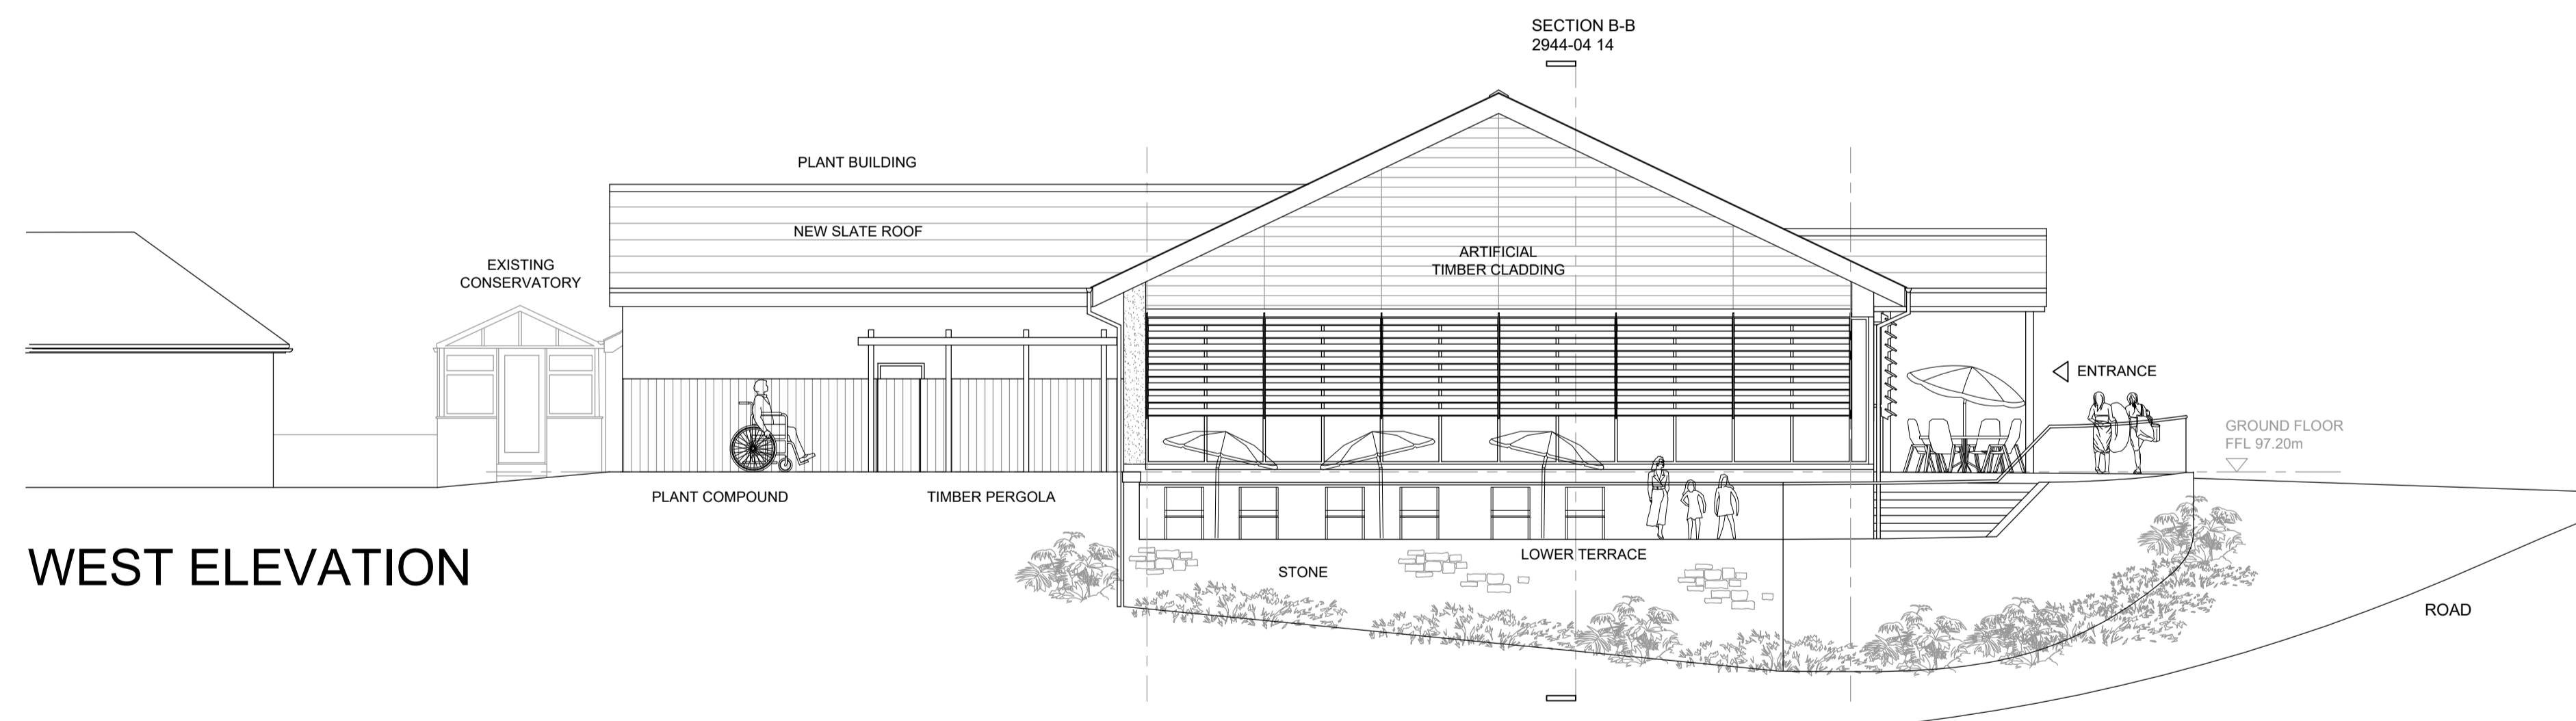 SECTION B-B
2944-04 14
PLANT BUILDING
NEW SLATE ROOF
EXISTING
CONSERVATORY
ARTIFICIAL
TIMBER CLADDING
ENTRANCE
GROUND FLOOR
FFL 97.20m
PLANT COMPOUND
TIMBER PERGOLA
WEST ELEVATION
LOWER TERRACE
STONE
ROAD